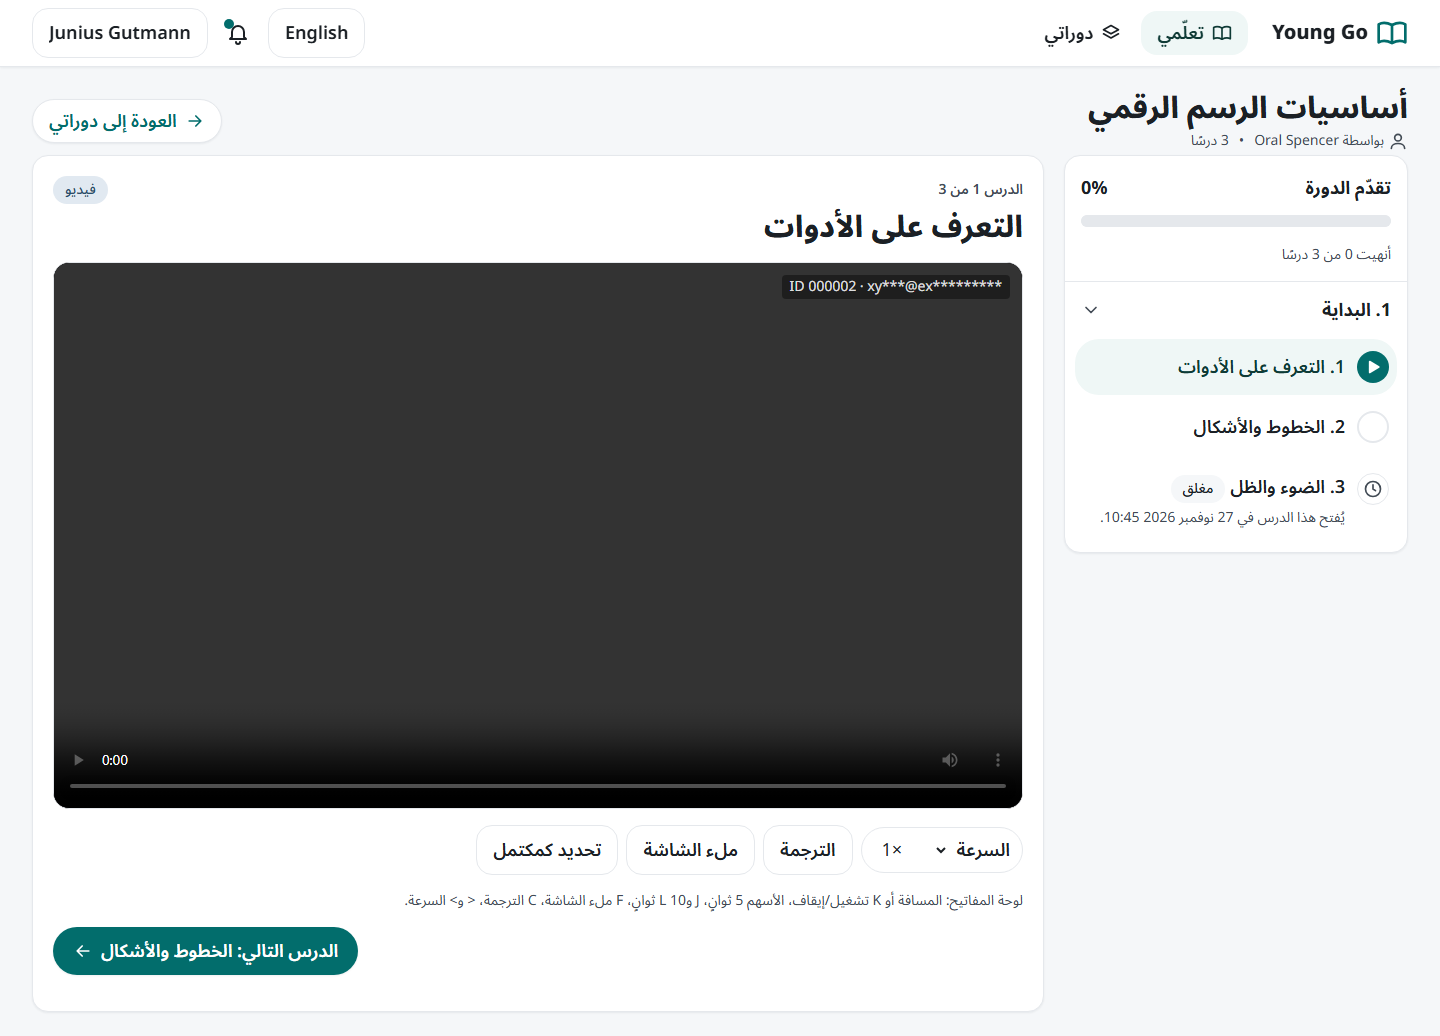 Young Go
تعلّمي
دوراتي
English
Junius Gutmann
أساسيات الرسم الرقمي
بواسطة Oral Spencer • 3 درسًا
العودة إلى دوراتي
تقدّم الدورة
0%
أنهيت 0 من 3 درسًا
1. البداية
1. التعرف على الأدوات
2. الخطوط والأشكال
3. الضوء والظل مغلق
يُفتح هذا الدرس في 27 نوفمبر 2026 10:45.
الدرس 1 من 3
فيديو
التعرف على الأدوات
ID 000002 · xy***@ex*********
0:00
السرعة 1×
الترجمة
ملء الشاشة
تحديد كمكتمل
لوحة المفاتيح: المسافة أو K تشغيل/إيقاف، الأسهم 5 ثوانٍ، J وL 10 ثوانٍ، F ملء الشاشة، C الترجمة، < و> السرعة.
الدرس التالي: الخطوط والأشكال